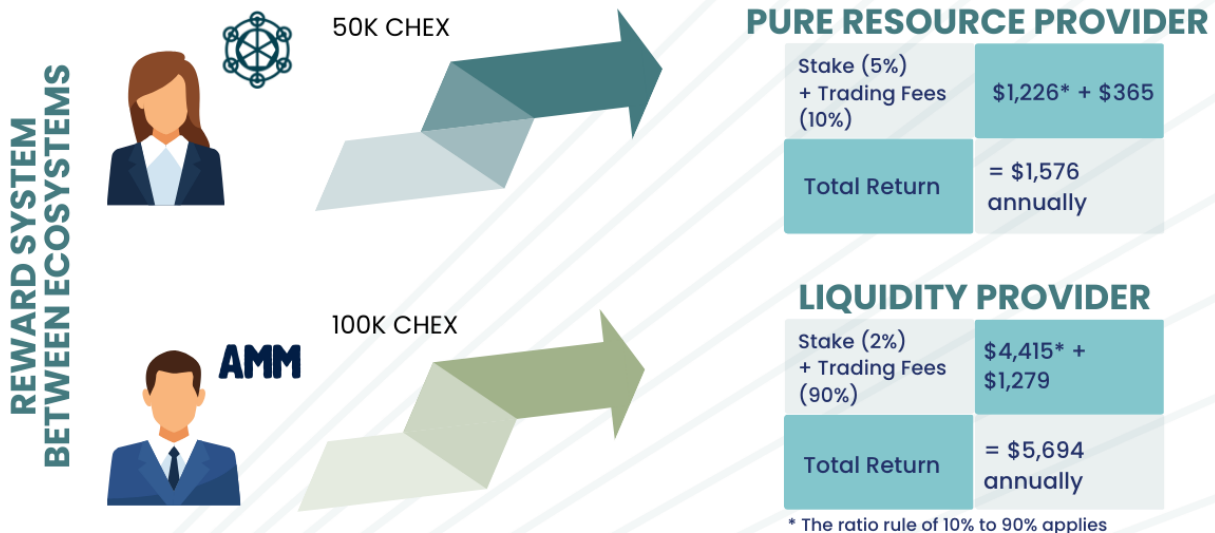 REWARD SYSTEM
BETWEEN ECOSYSTEMS
50K CHEX
PURE RESOURCE PROVIDER
Stake (5%)
+ Trading Fees
(10%)
$1,226* + $365
Total Return
= $1,576
annually
100K CHEX
AMM
LIQUIDITY PROVIDER
Stake (2%)
+ Trading Fees
(90%)
$4,415* +
$1,279
Total Return
= $5,694
annually
* The ratio rule of 10% to 90% applies